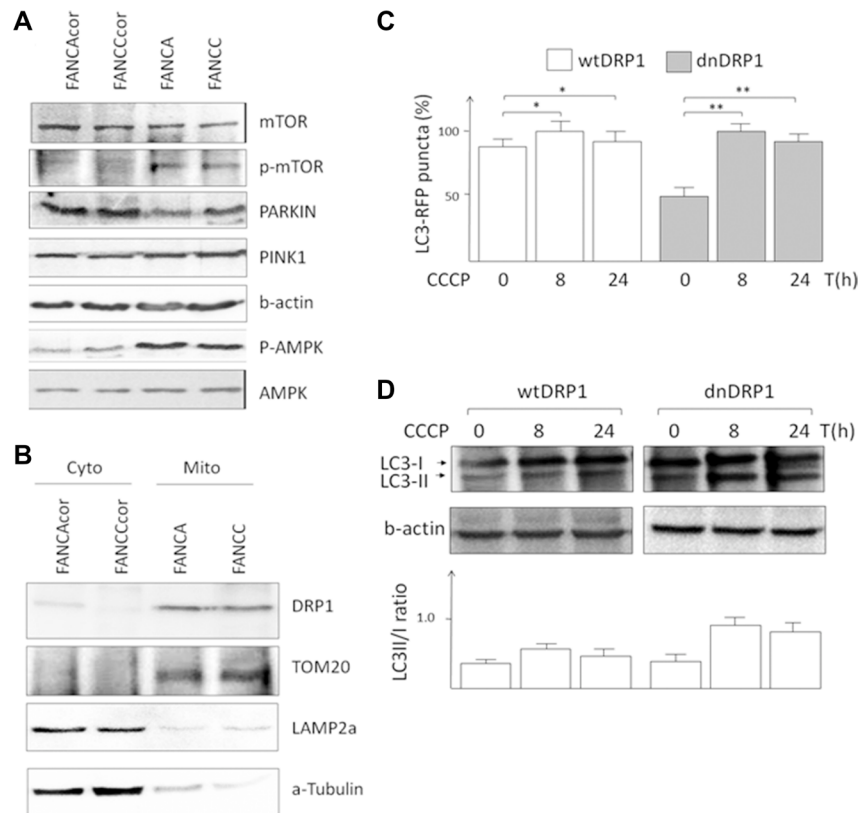 A
FANCAcor
FANCCcor
FANCA
FANCC
mTOR
p-mTOR
PARKIN
PINK1
b-actin
P-AMPK
AMPK
B
Cyto Mito
FANCAcor
FANCCcor
FANCA
FANCC
DRP1
TOM20
LAMP2a
a-Tubulin
C
wtDRP1 dnDRP1
LC3-RFP puncta (%)
100
50
* * ** **
CCCP 0 8 24 0 8 24 T(h)
D
wtDRP1 dnDRP1
CCCP 0 8 24 0 8 24 T(h)
LC3-I
LC3-II
b-actin
LC3II/I ratio
1.0